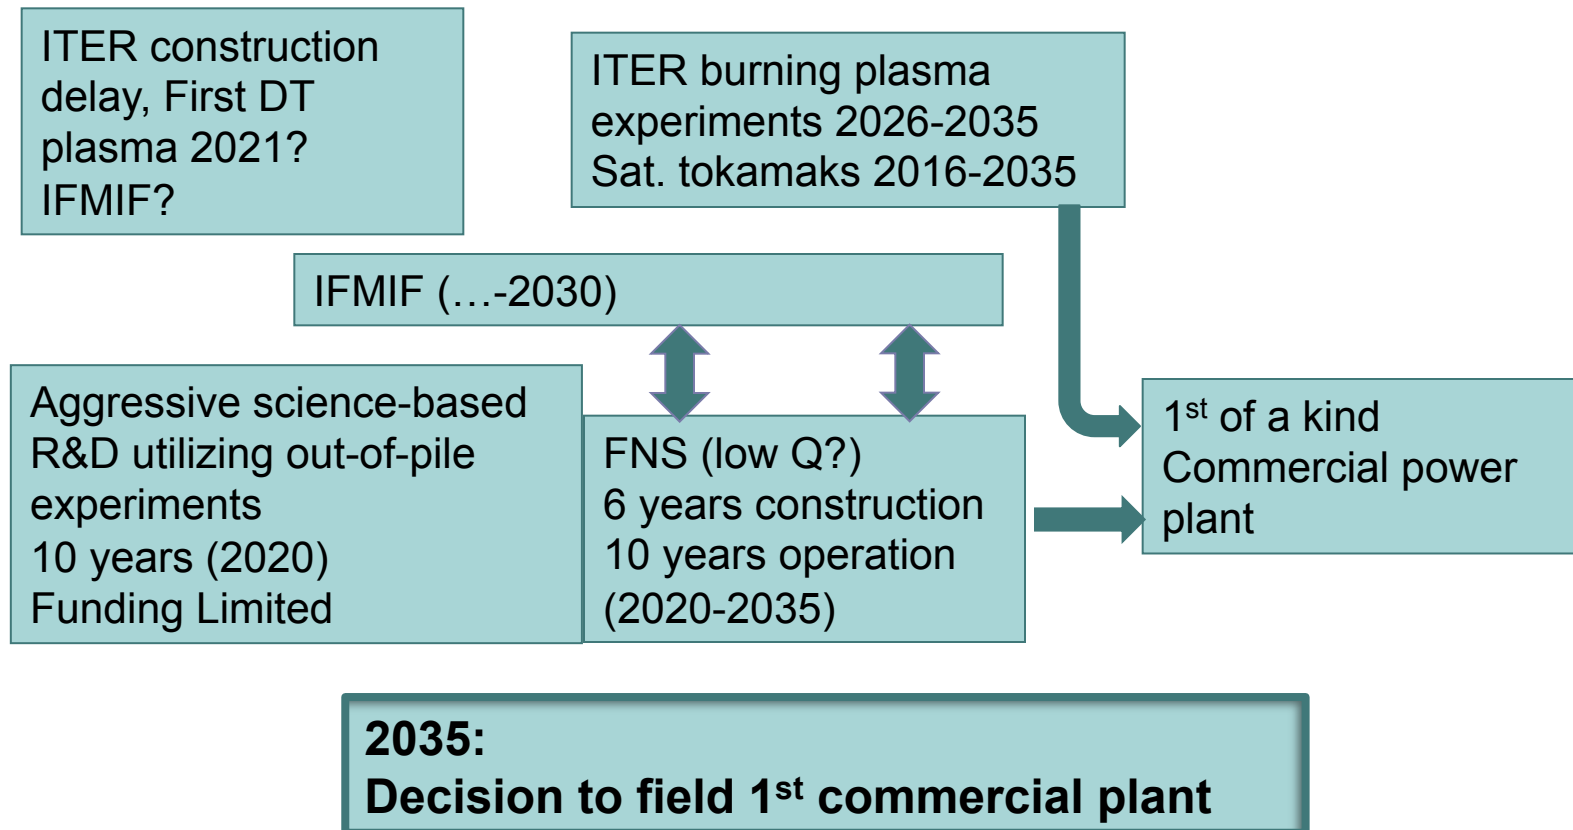 ITER construction
delay, First DT
plasma 2021?
IFMIF?
ITER burning plasma
experiments 2026-2035
Sat. tokamaks 2016-2035
IFMIF (…-2030)
Aggressive science-based
R&D utilizing out-of-pile
experiments
10 years (2020)
Funding Limited
FNS (low Q?)
6 years construction
10 years operation
(2020-2035)
1st of a kind
Commercial power
plant
2035:
Decision to field 1st commercial plant